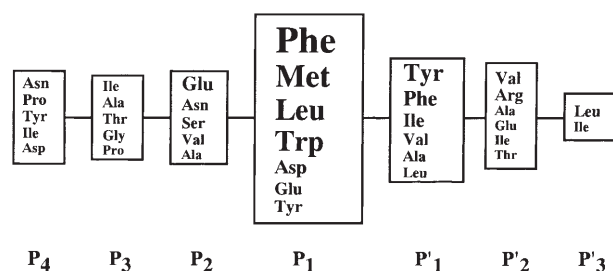 Asn
Pro
Tyr
Ile
Asp
Ile
Ala
Thr
Gly
Pro
Glu
Asn
Ser
Val
Ala
Phe
Met
Leu
Trp
Asp
Glu
Tyr
Tyr
Phe
Ile
Val
Ala
Leu
Val
Arg
Ala
Glu
Ile
Thr
Leu
Ile
P4 P3 P2 P1 P'1 P'2 P'3